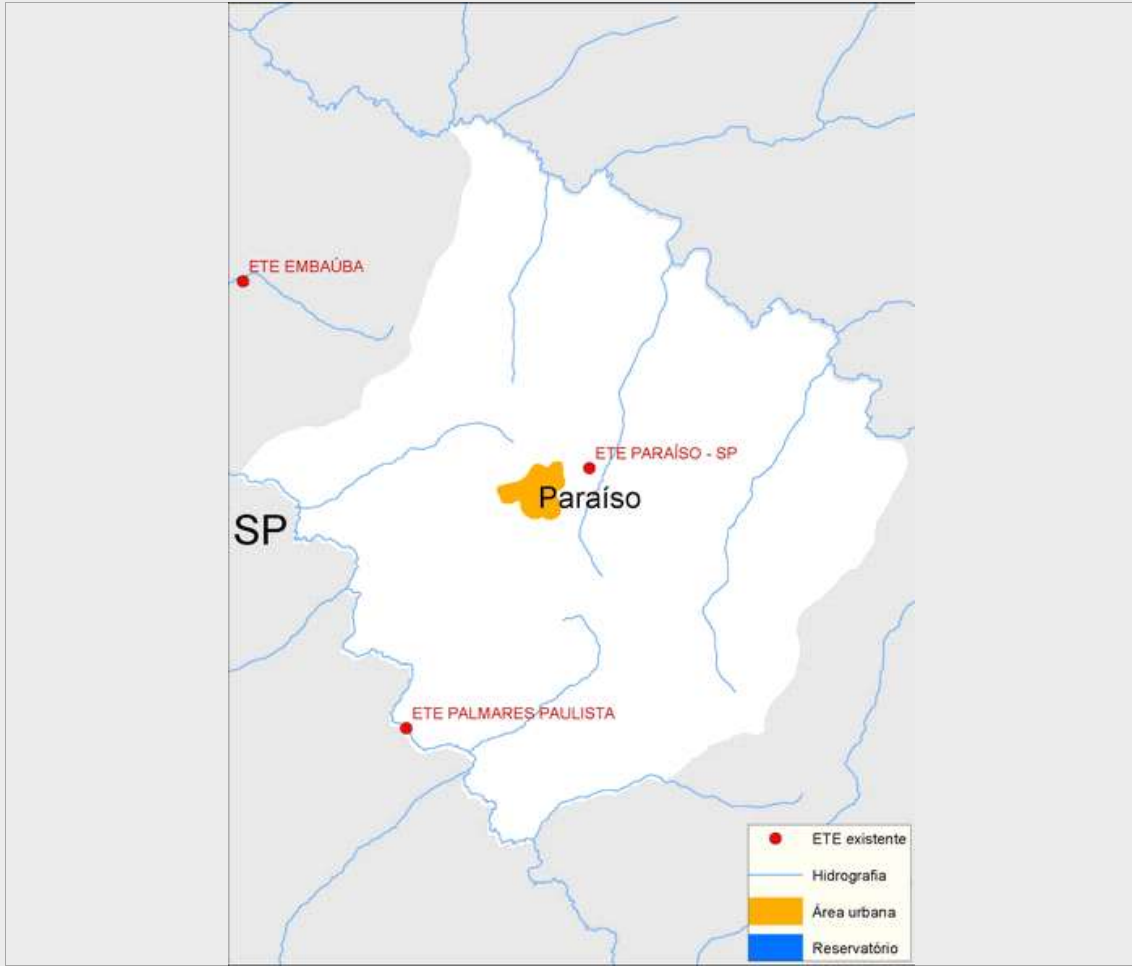 ETE EMBAÚBA
ETE PARAÍSO - SP
Paraíso
SP
ETE PALMARES PAULISTA
ETE existente
Hidrografia
Área urbana
Reservatório